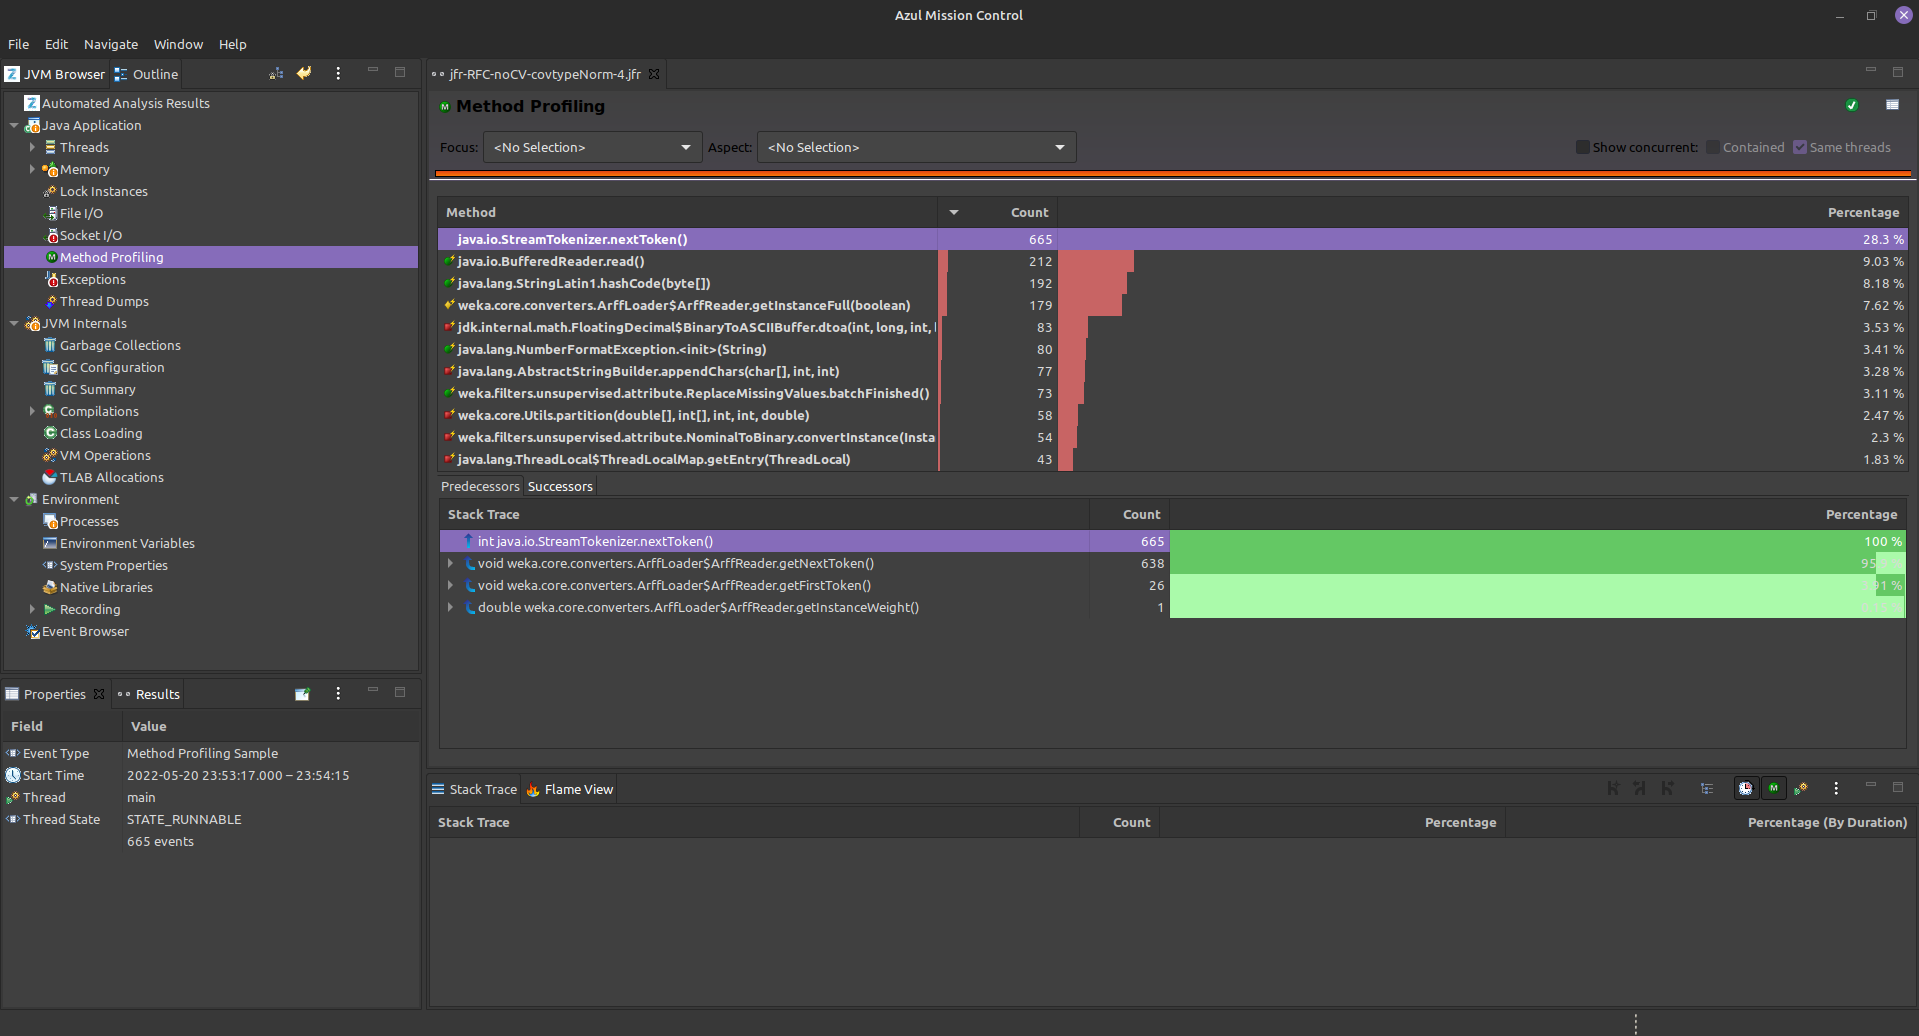 Azul Mission Control
File Edit Navigate Window Help
JVM Browser Outline
Automated Analysis Results
Java Application
Threads
Memory
Lock Instances
File I/O
Socket I/O
Method Profiling
Exceptions
Thread Dumps
JVM Internals
Garbage Collections
GC Configuration
GC Summary
Compilations
Class Loading
VM Operations
TLAB Allocations
Environment
Processes
Environment Variables
System Properties
Native Libraries
Recording
Event Browser
Properties Results
Field Value
Event Type Method Profiling Sample
Start Time 2022-05-20 23:53:17.000 – 23:54:15
Thread main
Thread State STATE_RUNNABLE
665 events
jfr-RFC-noCV-covtypeNorm-4.jfr
Method Profiling
Focus: <No Selection> Aspect: <No Selection> Show concurrent: Contained Same threads
Method Count Percentage
java.io.StreamTokenizer.nextToken() 665 28.3 %
java.io.BufferedReader.read() 212 9.03 %
java.lang.StringLatin1.hashCode(byte[]) 192 8.18 %
weka.core.converters.ArffLoader$ArffReader.getInstanceFull(boolean) 179 7.62 %
jdk.internal.math.FloatingDecimal$BinaryToASCIIBuffer.dtoa(int, long, int, 83 3.53 %
java.lang.NumberFormatException.<init>(String) 80 3.41 %
java.lang.AbstractStringBuilder.appendChars(char[], int, int) 77 3.28 %
weka.filters.unsupervised.attribute.ReplaceMissingValues.batchFinished() 73 3.11 %
weka.core.Utils.partition(double[], int[], int, int, double) 58 2.47 %
weka.filters.unsupervised.attribute.NominalToBinary.convertInstance(Insta 54 2.3 %
java.lang.ThreadLocal$ThreadLocalMap.getEntry(ThreadLocal) 43 1.83 %
Predecessors Successors
Stack Trace Count Percentage
int java.io.StreamTokenizer.nextToken() 665 100 %
void weka.core.converters.ArffLoader$ArffReader.getNextToken() 638
void weka.core.converters.ArffLoader$ArffReader.getFirstToken() 26
double weka.core.converters.ArffLoader$ArffReader.getInstanceWeight() 1
Stack Trace Flame View
Stack Trace Count Percentage Percentage (By Duration)